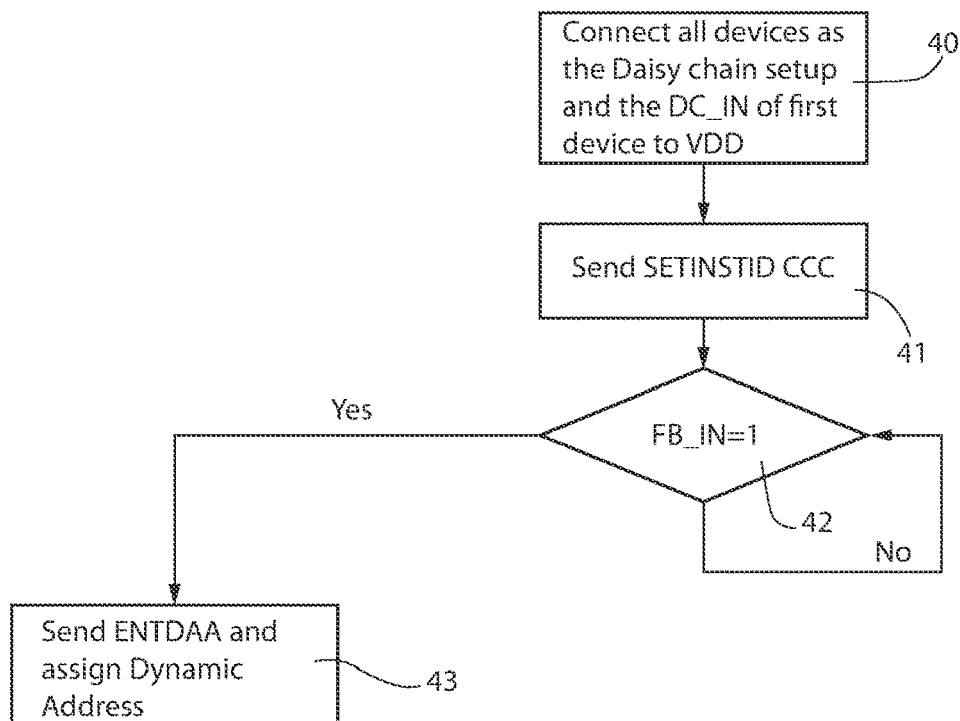 Connect all devices as
the Daisy chain setup
and the DC_IN of first
device to VDD
40
Send SETINSTID CCC
41
Yes
FB_IN=1
42
No
Send ENTDAA and
assign Dynamic
Address
43